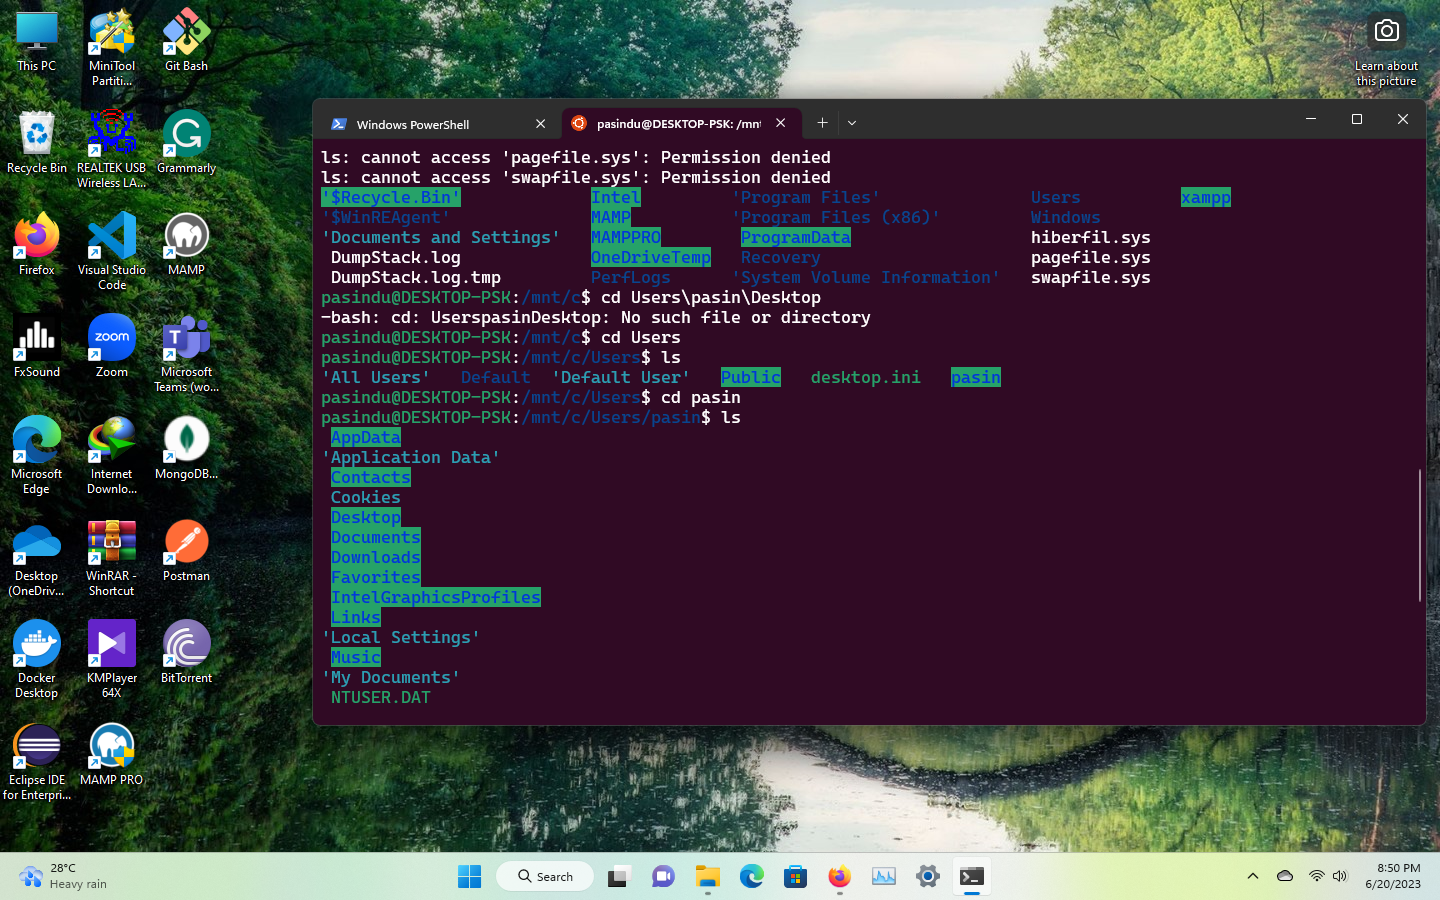 This PC
MiniTool
Partiti...
Git Bash
Learn about
this picture
Recycle Bin
REALTEK USB
Wireless LA...
Grammarly
Firefox
Visual Studio
Code
MAMP
FxSound
zoom
Zoom
Microsoft
Teams (wo...
Microsoft
Edge
Internet
Downlo...
MongoDB...
Desktop
(OneDriv...
WinRAR -
Shortcut
Postman
Docker
Desktop
KMPlayer
64X
BitTorrent
Eclipse IDE
for Enterpri...
MAMP PRO
Windows PowerShell
pasindu@DESKTOP-PSK: /mnt
ls: cannot access 'pagefile.sys': Permission denied
ls: cannot access 'swapfile.sys': Permission denied
'$Recycle.Bin' Intel 'Program Files' Users xampp
'$WinREAgent' MAMP 'Program Files (x86)' Windows
'Documents and Settings' MAMPPRO ProgramData hiberfil.sys
DumpStack.log OneDriveTemp Recovery pagefile.sys
DumpStack.log.tmp PerfLogs 'System Volume Information' swapfile.sys
pasindu@DESKTOP-PSK:/mnt/c$ cd Users\pasin\Desktop
-bash: cd: UserspasinDesktop: No such file or directory
pasindu@DESKTOP-PSK:/mnt/c$ cd Users
pasindu@DESKTOP-PSK:/mnt/c/Users$ ls
'All Users' Default 'Default User' Public desktop.ini pasin
pasindu@DESKTOP-PSK:/mnt/c/Users$ cd pasin
pasindu@DESKTOP-PSK:/mnt/c/Users/pasin$ ls
AppData
'Application Data'
Contacts
Cookies
Desktop
Documents
Downloads
Favorites
IntelGraphicsProfiles
Links
'Local Settings'
Music
'My Documents'
NTUSER.DAT
28°C
Heavy rain
Search
8:50 PM
6/20/2023